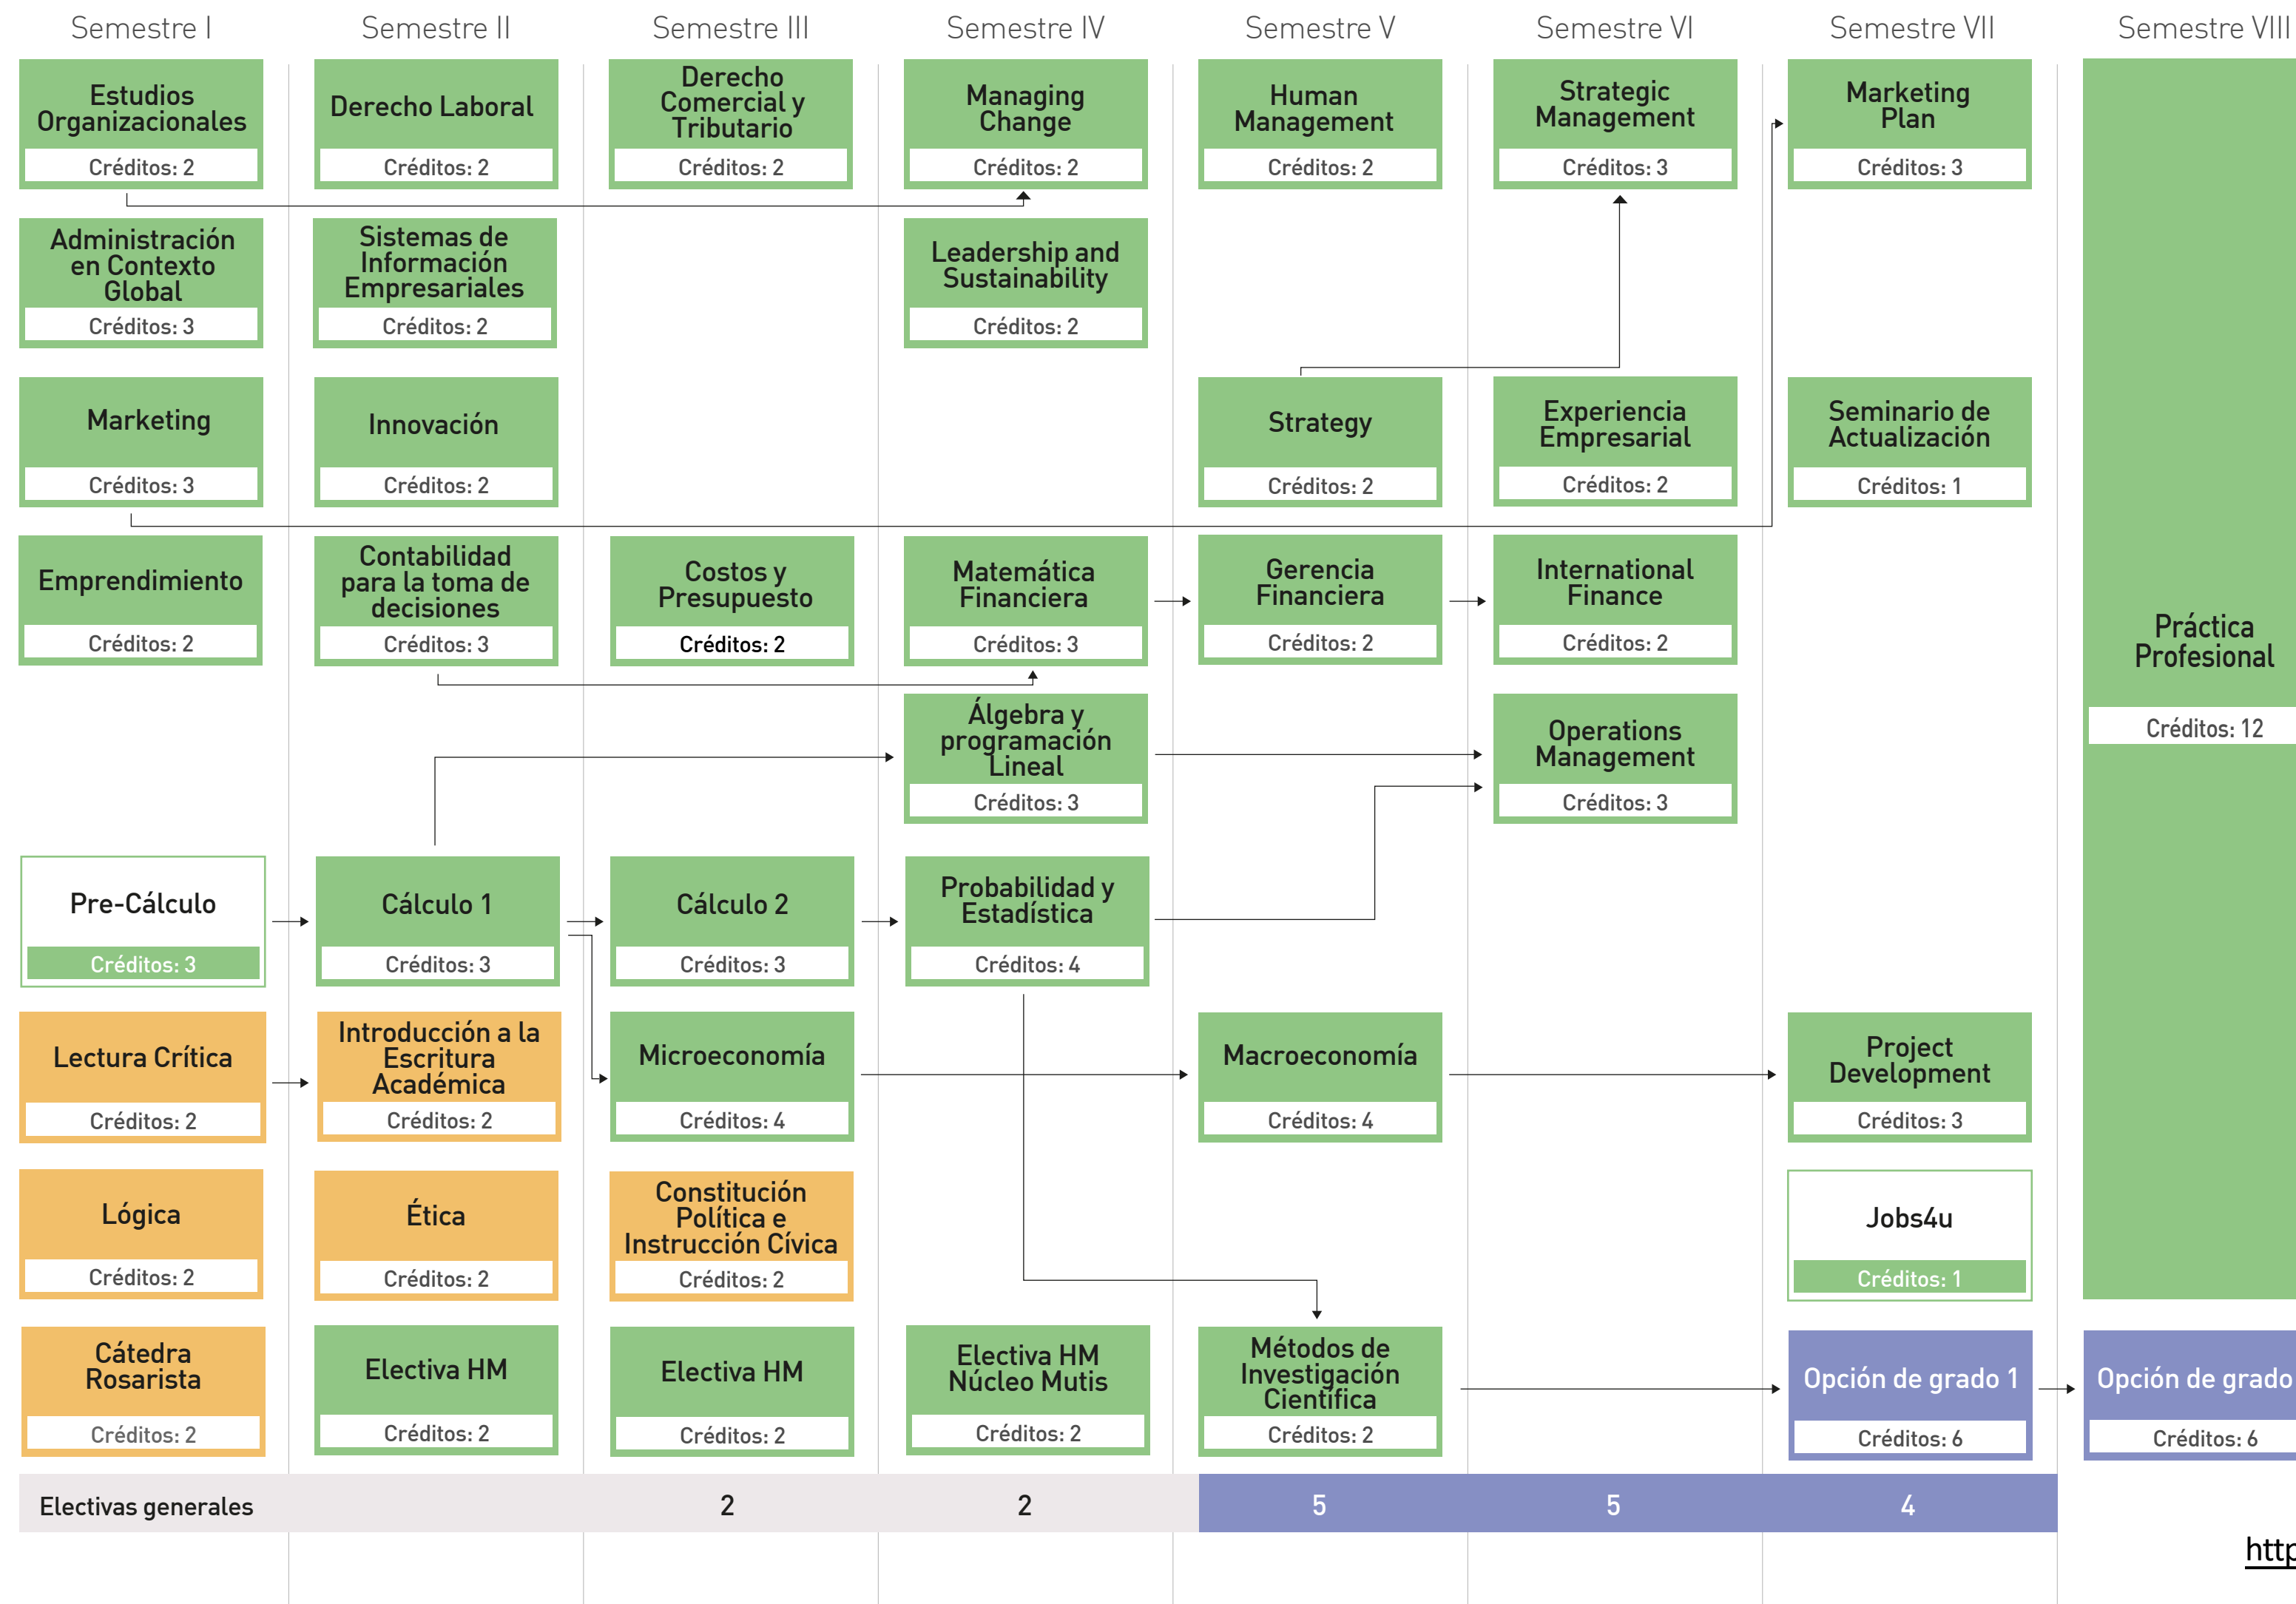 Semestre I
Semestre II
Semestre III
Semestre IV
Semestre V
Semestre VI
Semestre VII
Semestre VIII
Estudios
Organizacionales
Créditos: 2
Derecho Laboral
Créditos: 2
Derecho
Comercial y
Tributario
Créditos: 2
Managing
Change
Créditos: 2
Human
Management
Créditos: 2
Strategic
Management
Créditos: 3
Marketing
Plan
Créditos: 3
Administración
en Contexto
Global
Créditos: 3
Sistemas de
Información
Empresariales
Créditos: 2
Leadership and
Sustainability
Créditos: 2
Marketing
Créditos: 3
Innovación
Créditos: 2
Strategy
Créditos: 2
Experiencia
Empresarial
Créditos: 2
Seminario de
Actualización
Créditos: 1
Emprendimiento
Créditos: 2
Contabilidad
para la toma de
decisiones
Créditos: 3
Costos y
Presupuesto
Créditos: 2
Matemática
Financiera
Créditos: 3
Gerencia
Financiera
Créditos: 2
International
Finance
Créditos: 2
Práctica
Profesional
Créditos: 12
Álgebra y
programación
Lineal
Créditos: 3
Operations
Management
Créditos: 3
Pre-Cálculo
Créditos: 3
Cálculo 1
Créditos: 3
Cálculo 2
Créditos: 3
Probabilidad y
Estadística
Créditos: 4
Lectura Crítica
Créditos: 2
Introducción a la
Escritura
Académica
Créditos: 2
Microeconomía
Créditos: 4
Macroeconomía
Créditos: 4
Project
Development
Créditos: 3
Lógica
Créditos: 2
Ética
Créditos: 2
Constitución
Política e
Instrucción Cívica
Créditos: 2
Jobs4u
Créditos: 1
Cátedra
Rosarista
Créditos: 2
Electiva HM
Créditos: 2
Electiva HM
Créditos: 2
Electiva HM
Núcleo Mutis
Créditos: 2
Métodos de
Investigación
Científica
Créditos: 2
Opción de grado 1
Créditos: 6
Opción de grado
Créditos: 6
Electivas generales
2
2
5
5
4
http